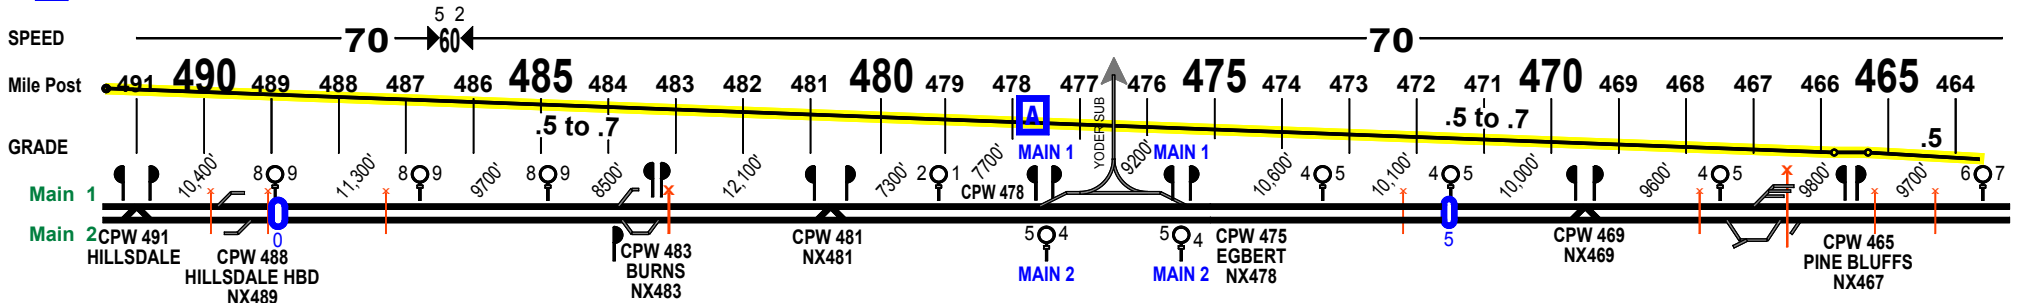 5 2
SPEED 70 60 70
Mile Post 491 490 489 488 487 486 485 484 483 482 481 480 479 478 477 476 475 474 473 472 471 470 469 468 467 466 465 464
A
YODER SUB
.5 to .7 .5 to .7 .5
GRADE
MAIN 1 MAIN 1
10,400' 8 9 11,300' 8 9 9700' 8 9 8500' 12,100' 7300' 2 1 7700' 9200' 10,600' 4 5 10,100' 4 5 10,000' 9600' 4 5 9800' 9700' 6 7
CPW 478
Main 1
Main 2
0 5 4 5 4 5
CPW 491
HILLSDALE
CPW 488
HILLSDALE HBD
NX489
CPW 483
BURNS
NX483
CPW 481
NX481
MAIN 2 MAIN 2
CPW 475
EGBERT
NX478
CPW 469
NX469
CPW 465
PINE BLUFFS
NX467